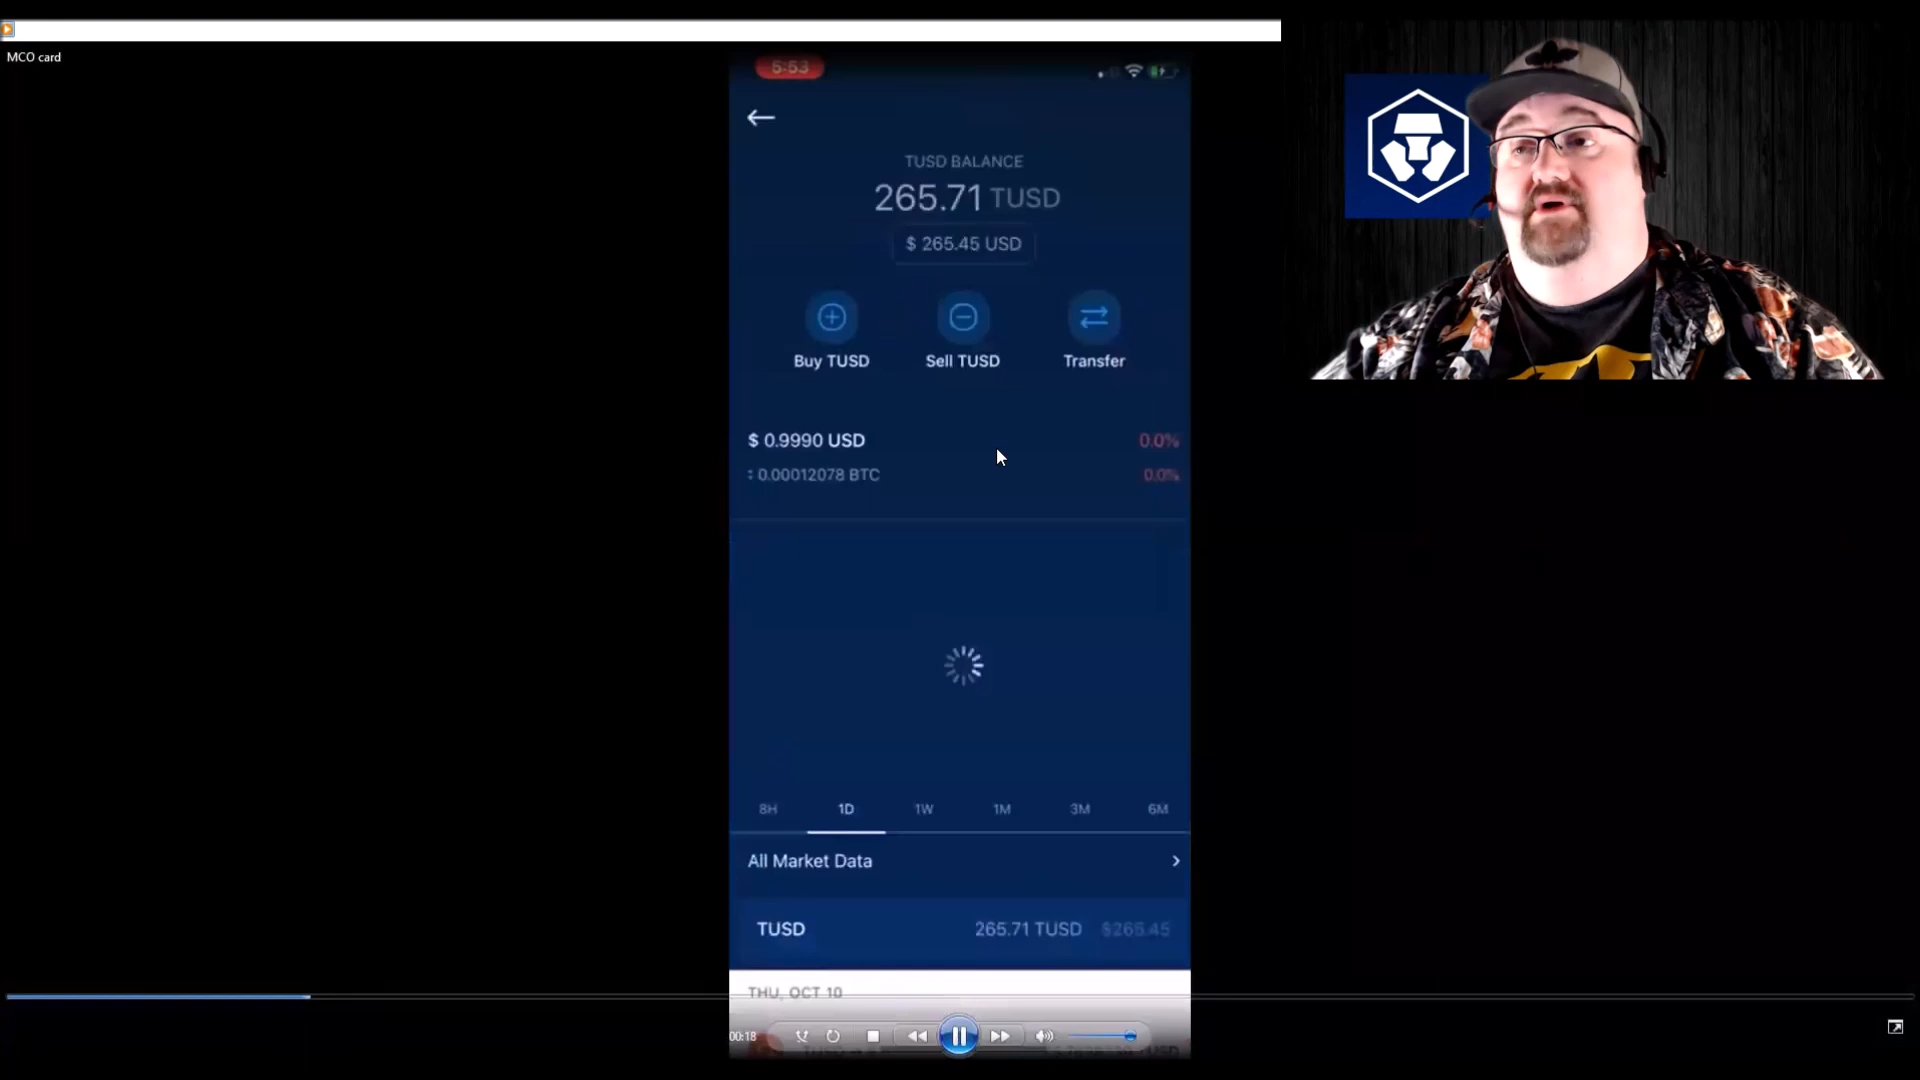 MCO card
5:53
TUSD BALANCE
265.71 TUSD
$ 265.45 USD
Buy TUSD
Sell TUSD
Transfer
$ 0.9990 USD 0.0%
0.00012078 BTC 0.0%
8H 1D 1W 1M 3M 6M
All Market Data
TUSD 265.71 TUSD $265.45
THU, OCT 10
00:18